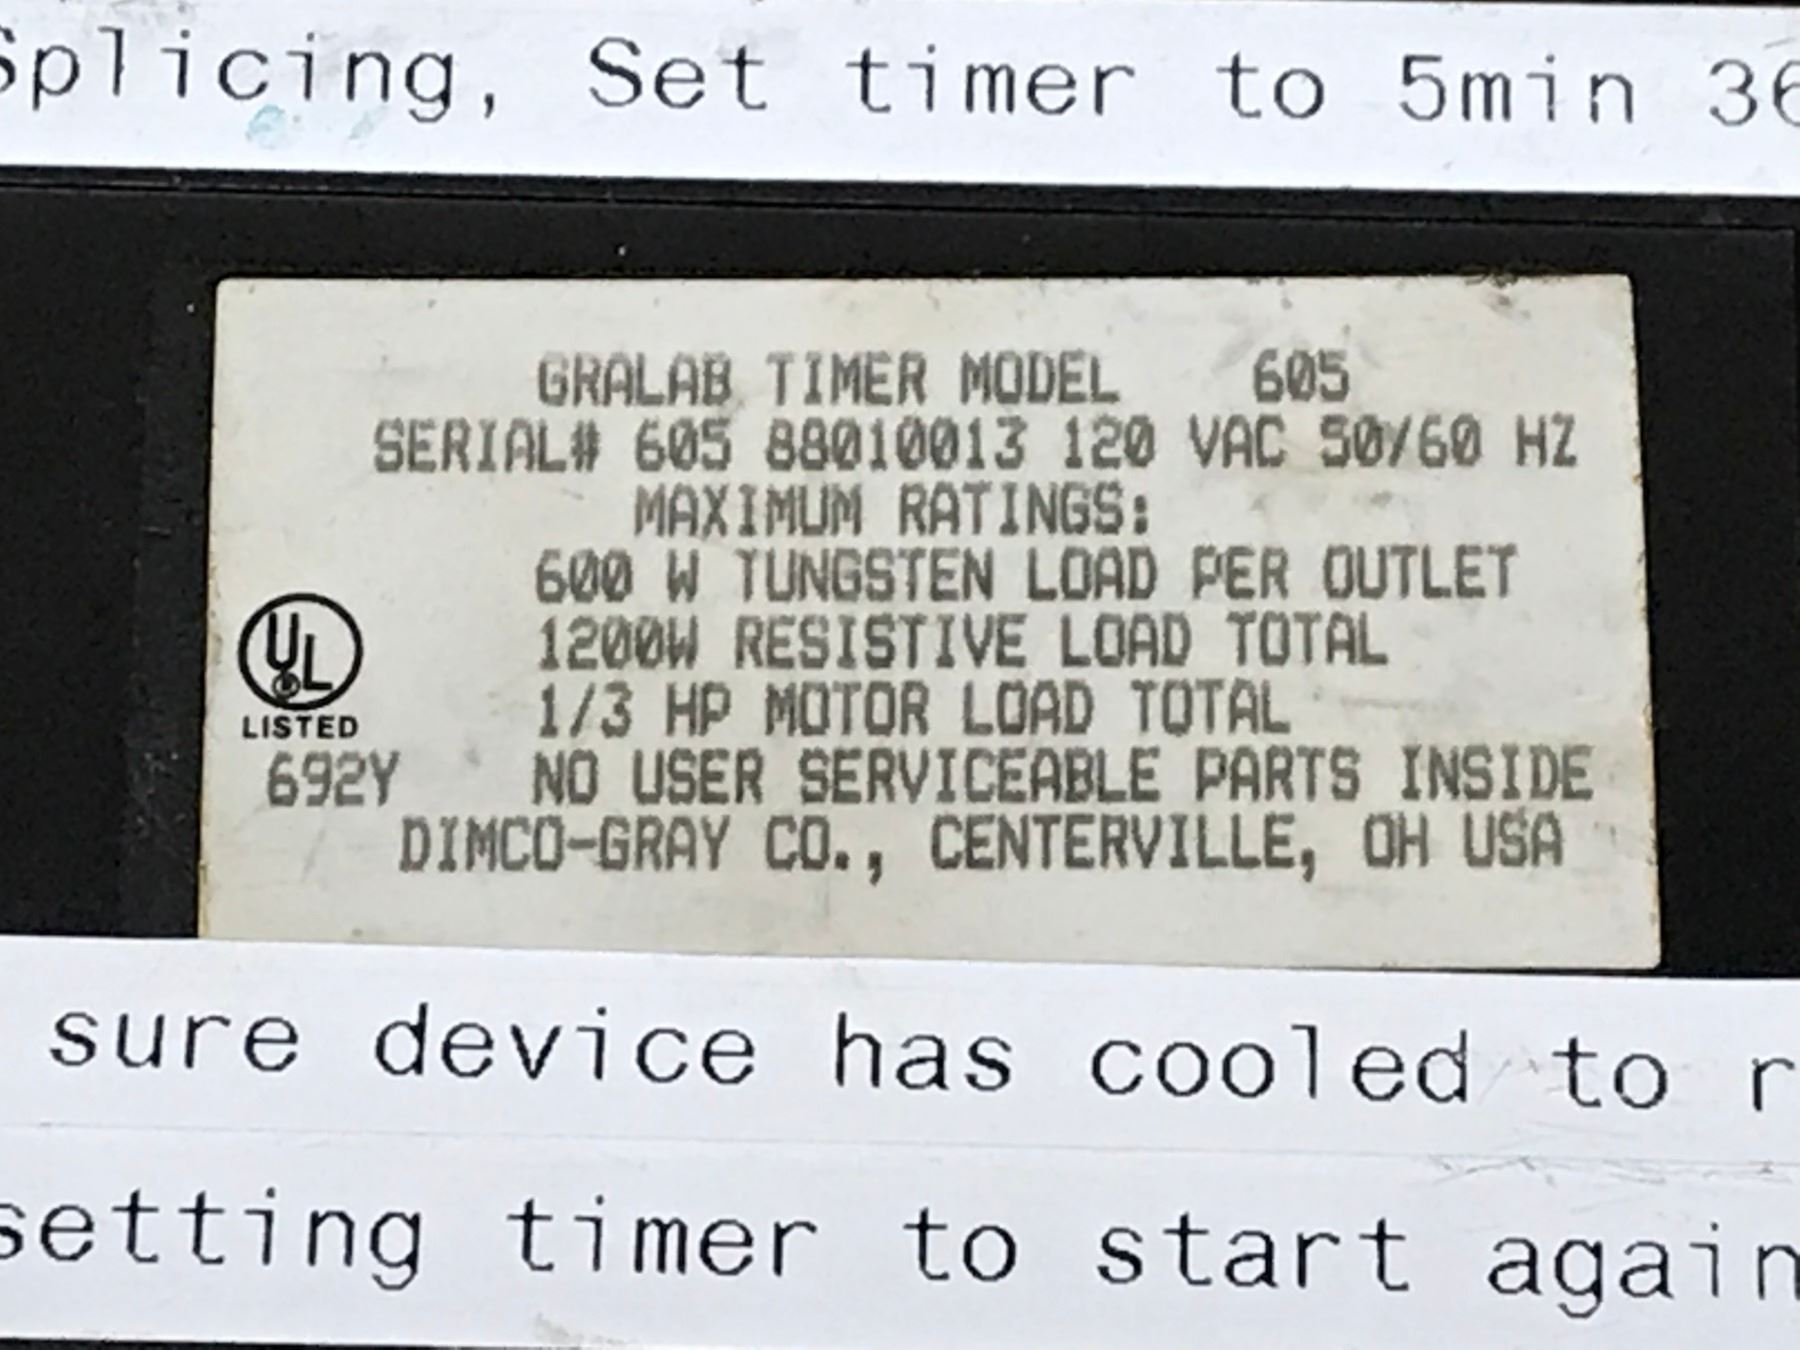 Splicing, Set timer to 5min 36
GRALAB TIMER MODEL 605
SERIAL# 605 88010013 120 VAC 50/60 HZ
MAXIMUM RATINGS:
600 W TUNGSTEN LOAD PER OUTLET
1200W RESISTIVE LOAD TOTAL
1/3 HP MOTOR LOAD TOTAL
UL ®
LISTED
692Y NO USER SERVICEABLE PARTS INSIDE
DIMCO-GRAY CO., CENTERVILLE, OH USA
sure device has cooled to r
setting timer to start again